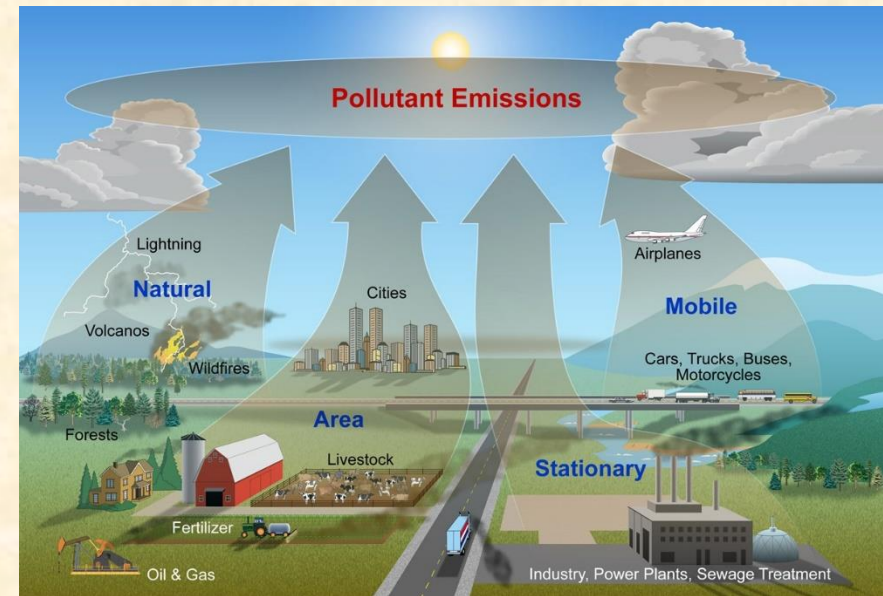 Pollutant Emissions
Lightning
Natural
Volcanos
Wildfires
Forests
Cities
Area
Livestock
Fertilizer
Oil & Gas
Airplanes
Mobile
Cars, Trucks, Buses,
Motorcycles
Stationary
Industry, Power Plants, Sewage Treatment